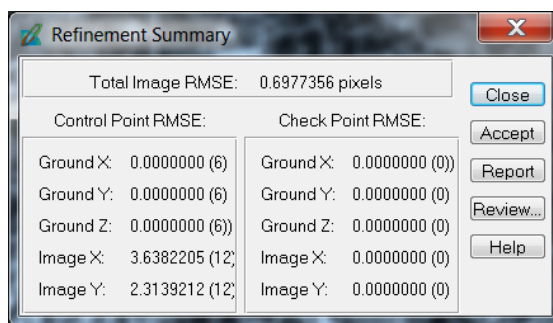 Refinement Summary
Total Image RMSE: 0.6977356 pixels
Close
Control Point RMSE: Check Point RMSE:
Accept
Ground X: 0.0000000 (6) Ground X: 0.0000000 (0))
Report
Ground Y: 0.0000000 (6) Ground Y: 0.0000000 (0)
Review...
Ground Z: 0.0000000 (6)) Ground Z: 0.0000000 (0)
Help
Image X: 3.6382205 (12) Image X: 0.0000000 (0)
Image Y: 2.3139212 (12) Image Y: 0.0000000 (0)